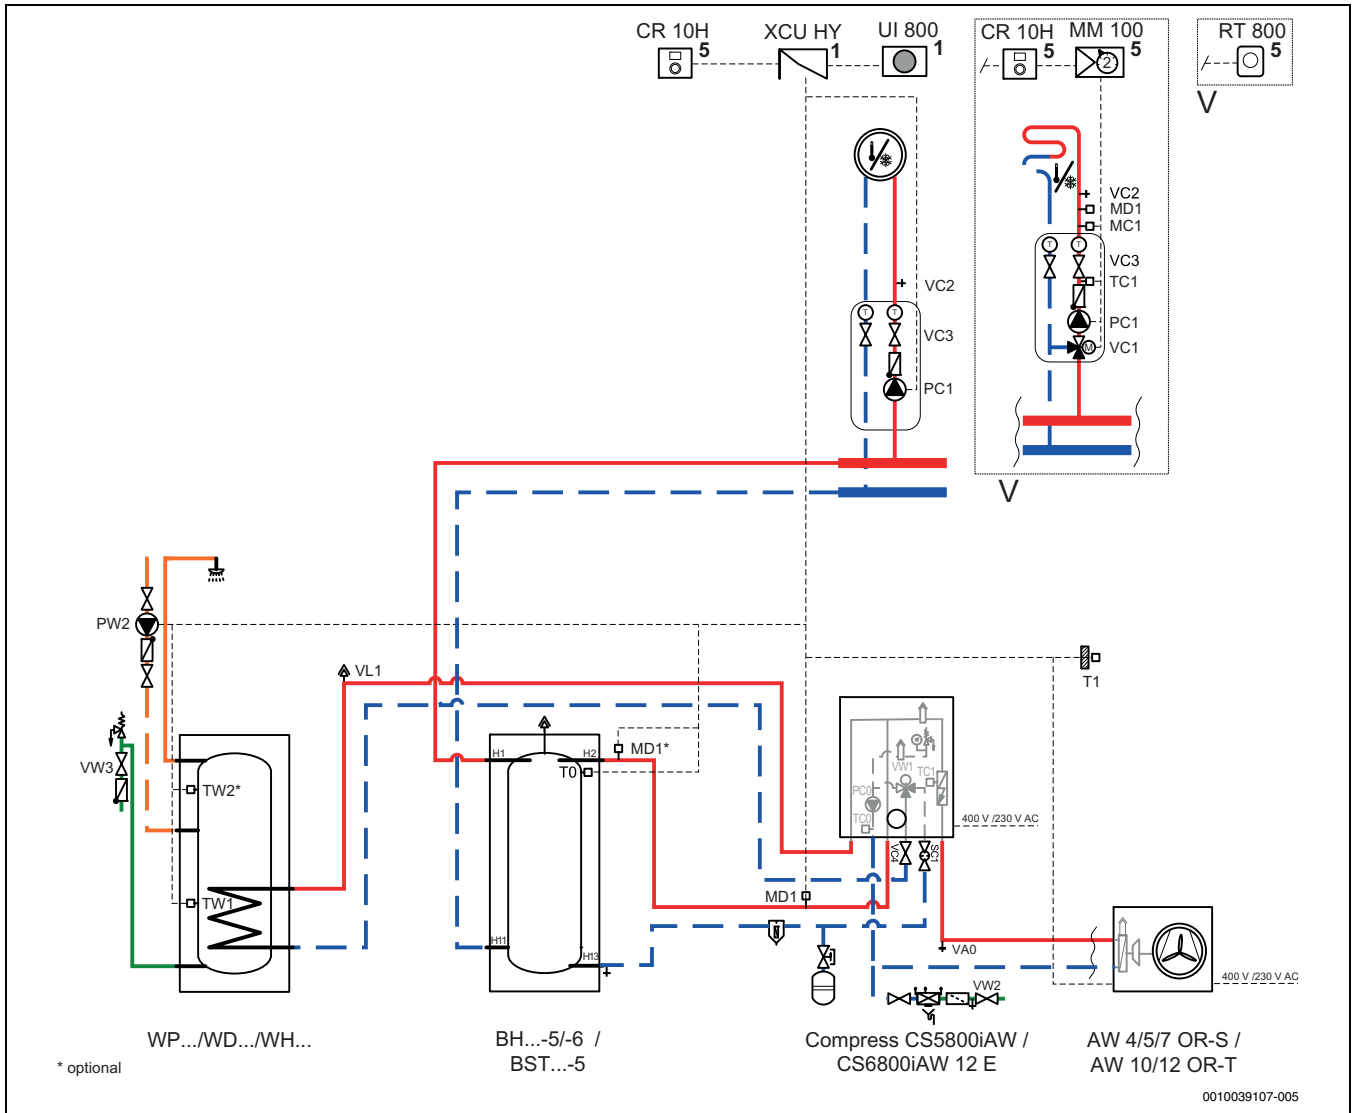 CR 10H
5
XCU HY
1
UI 800
1
CR 10H
5
MM 100
5
2
RT 800
5
V
VC2
MD1
MC1
T
T
VC3
TC1
PC1
M
VC1
VC2
T
T
VC3
PC1
V
PW2
VL1
T1
VW3
TW2*
TW1
H1
H2
MD1*
T0
H11
H13
VW1
TC1
PC0
TC0
400 V /230 V AC
VC4
SC1
MD1
VA0
VW2
400 V /230 V AC
WP.../WD.../WH...
BH...-5/-6 /
BST...-5
Compress CS5800iAW /
CS6800iAW 12 E
AW 4/5/7 OR-S /
AW 10/12 OR-T
* optional
0010039107-005